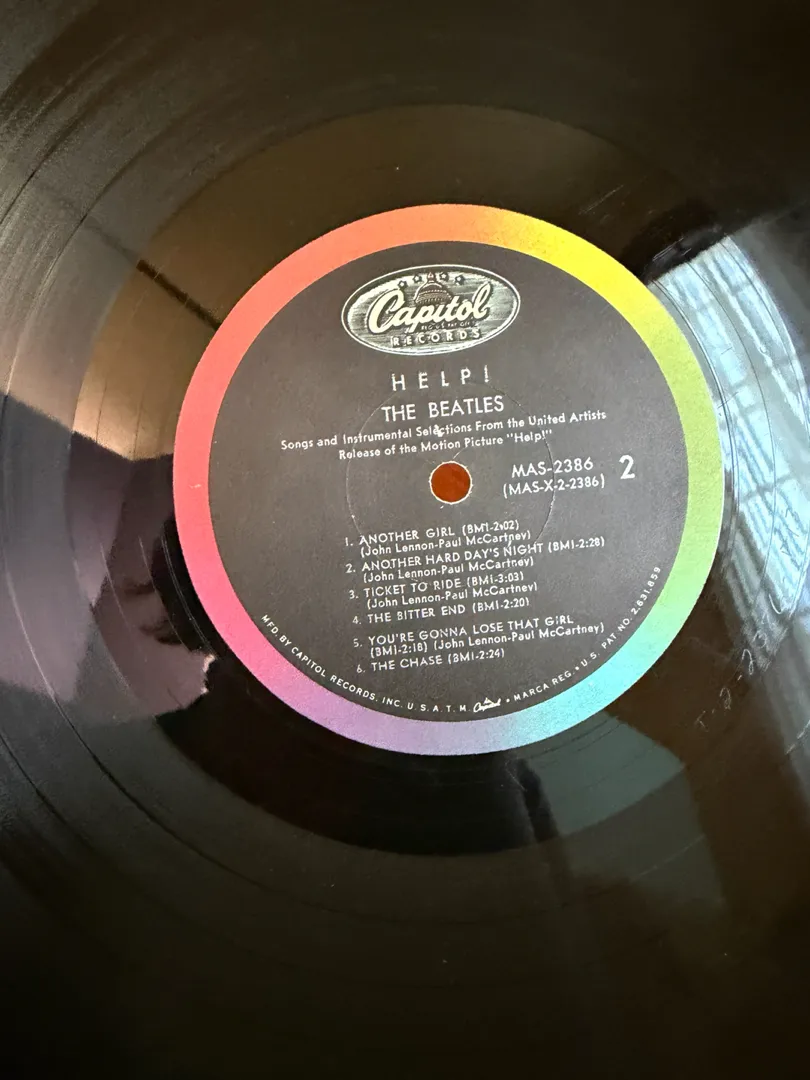 Capitol
RECORDS
HELP!
THE BEATLES
Songs and Instrumental Selections From the United Artists
Release of the Motion Picture "Help!"
MAS-2386
(MAS-X-2-2386)
2
1. ANOTHER GIRL (BMI-2:02)
(John Lennon-Paul McCartney)
2. ANOTHER HARD DAY'S NIGHT (BMI-2:28)
(John Lennon-Paul McCartney)
3. TICKET TO RIDE (BMI-3:03)
(John Lennon-Paul McCartney)
4. THE BITTER END (BMI-2:20)
5. YOU'RE GONNA LOSE THAT GIRL
(BMI-2:18) (John Lennon-Paul McCartney)
6. THE CHASE (BMI-2:24)
MFD. BY CAPITOL RECORDS, INC. U.S.A. T.M. Capitol • MARCA REG. • U.S. PAT. NO. 2,631,859